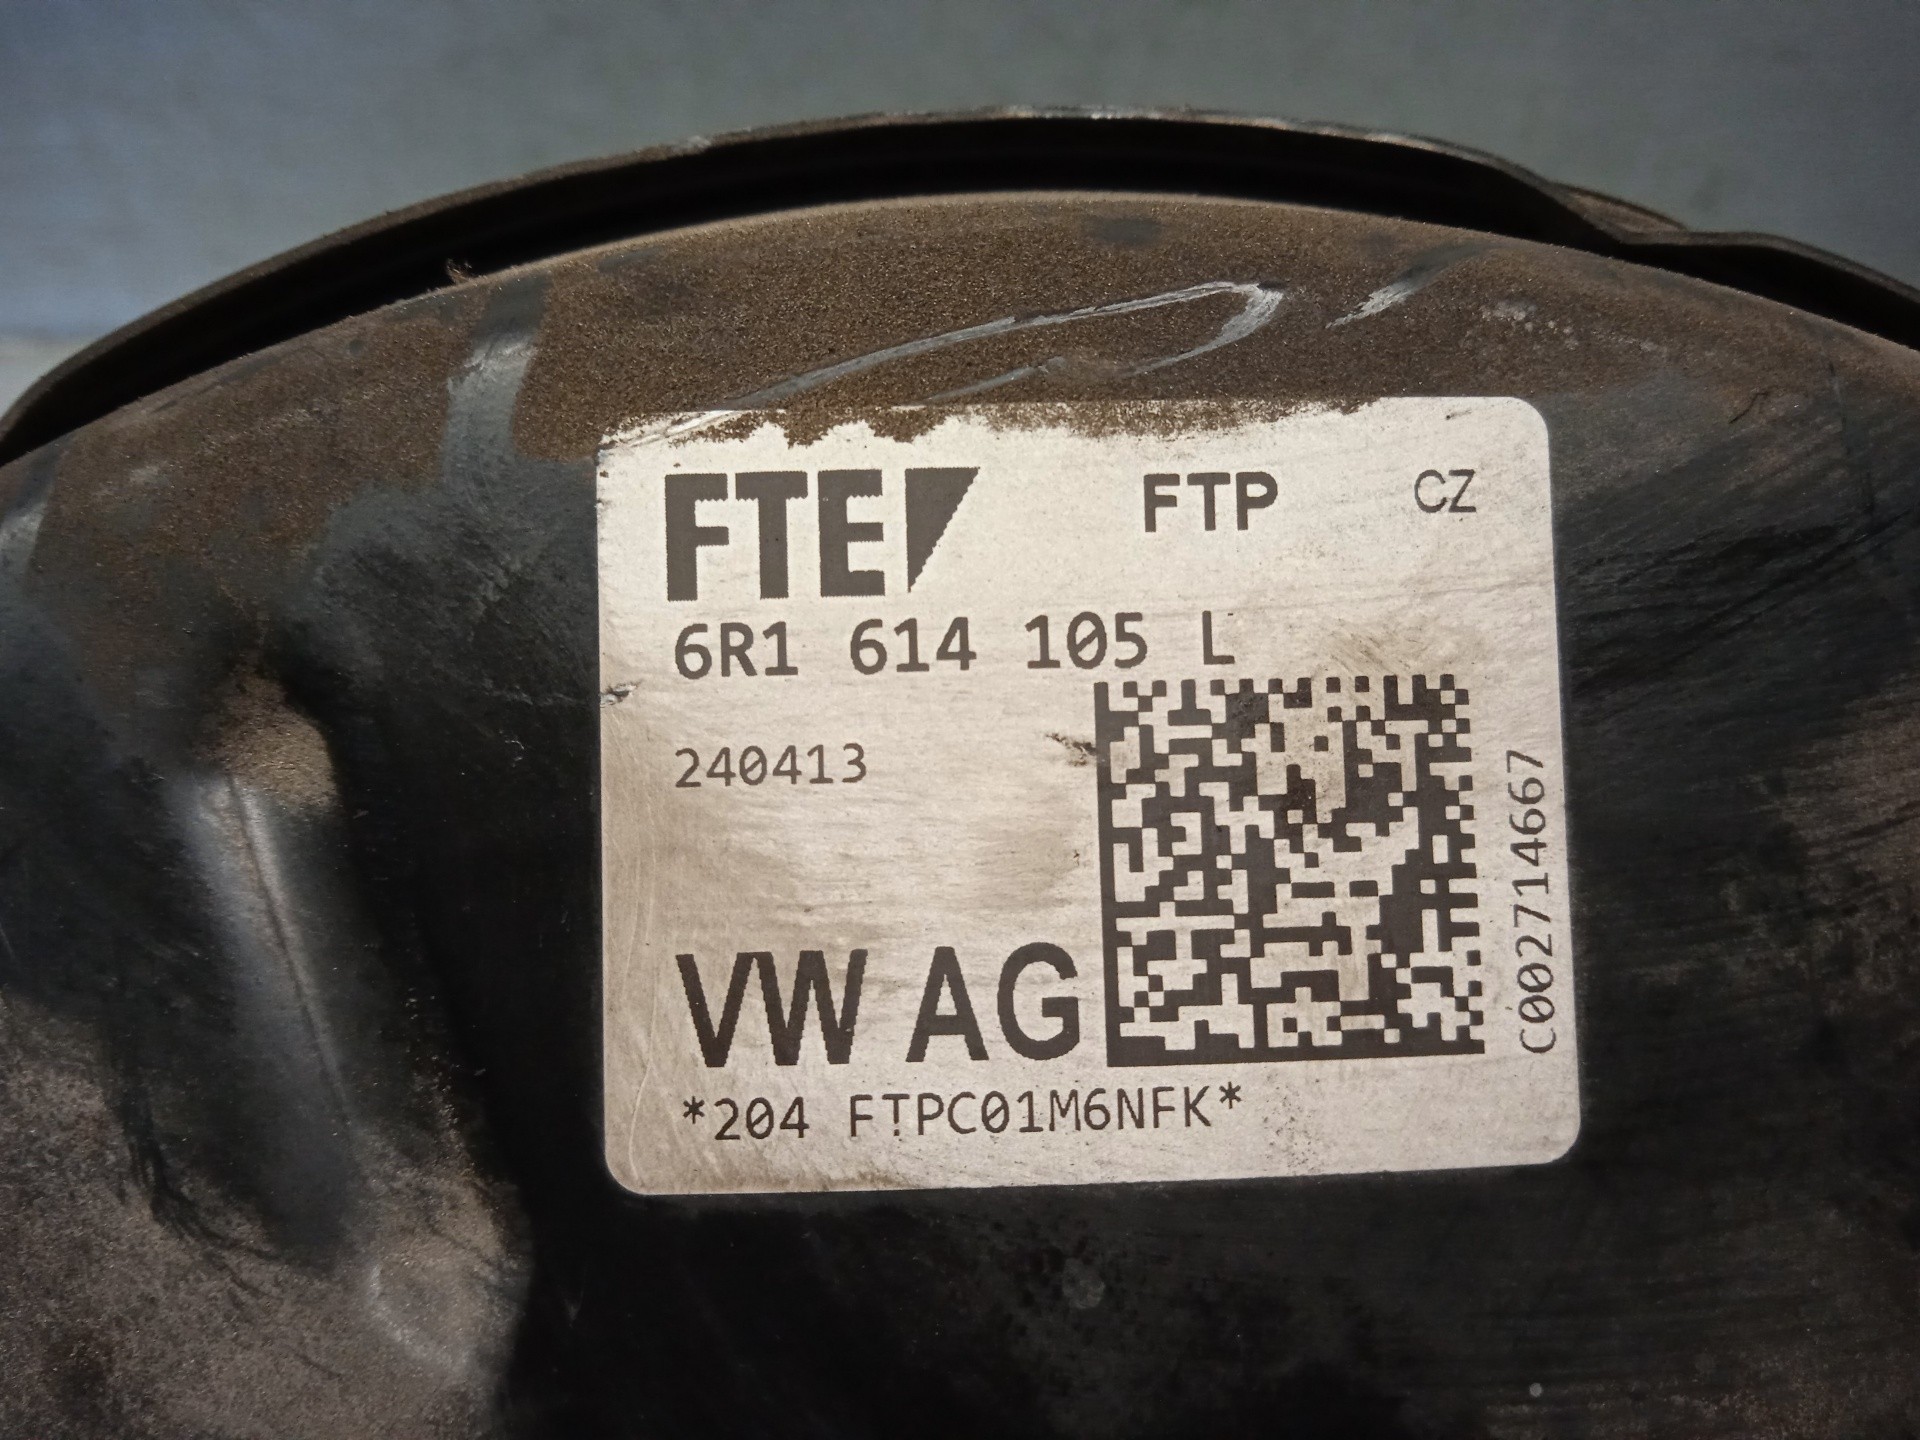 FTE FTP CZ
6R1 614 105 L
240413
C002714667
VW AG
*204 FTPC01M6NFK*